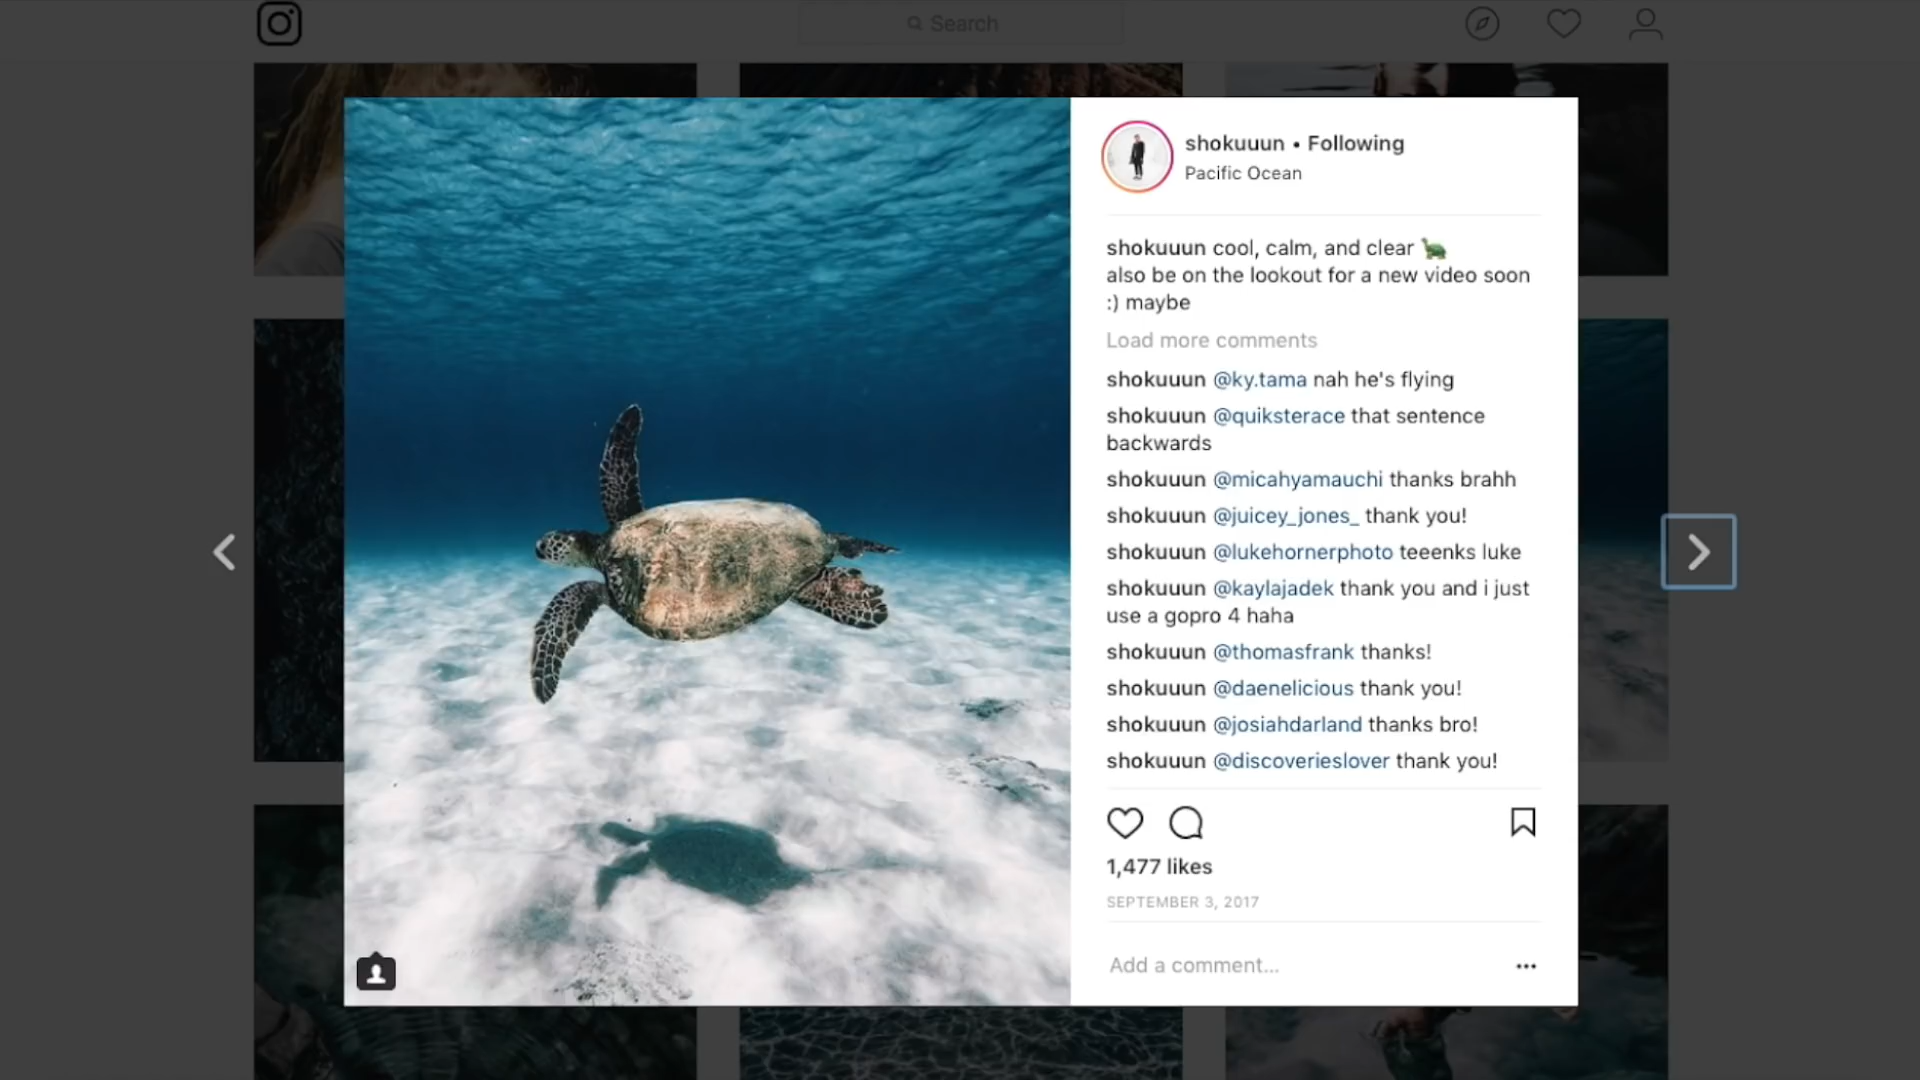 Search
shokuuun • Following
Pacific Ocean
shokuuun cool, calm, and clear 🐢
also be on the lookout for a new video soon
:) maybe
Load more comments
shokuuun @ky.tama nah he's flying
shokuuun @quiksterace that sentence
backwards
shokuuun @micahyamauchi thanks brahh
shokuuun @juicey_jones_ thank you!
shokuuun @lukehornerphoto teeenks luke
shokuuun @kaylajadek thank you and i just
use a gopro 4 haha
shokuuun @thomasfrank thanks!
shokuuun @daenelicious thank you!
shokuuun @josiahdarland thanks bro!
shokuuun @discoverieslover thank you!
1,477 likes
SEPTEMBER 3, 2017
Add a comment...